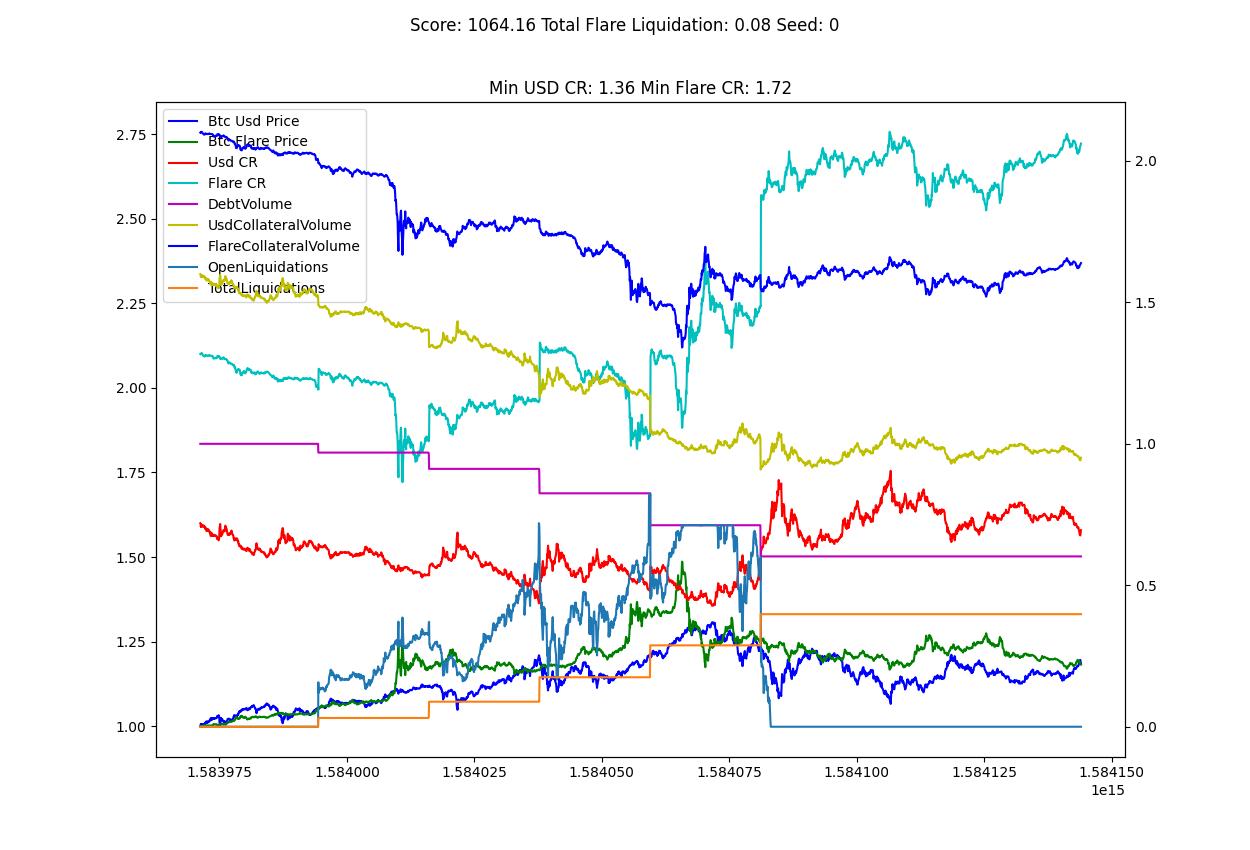 Score: 1064.16 Total Flare Liquidation: 0.08 Seed: 0
Min USD CR: 1.36 Min Flare CR: 1.72
Btc Usd Price
Btc Flare Price
Usd CR
Flare CR
DebtVolume
UsdCollateralVolume
FlareCollateralVolume
OpenLiquidations
TotalLiquidations
2.75
2.50
2.25
2.00
1.75
1.50
1.25
1.00
2.0
1.5
1.0
0.5
0.0
1.583975 1.584000 1.584025 1.584050 1.584075 1.584100 1.584125 1.584150
1e15